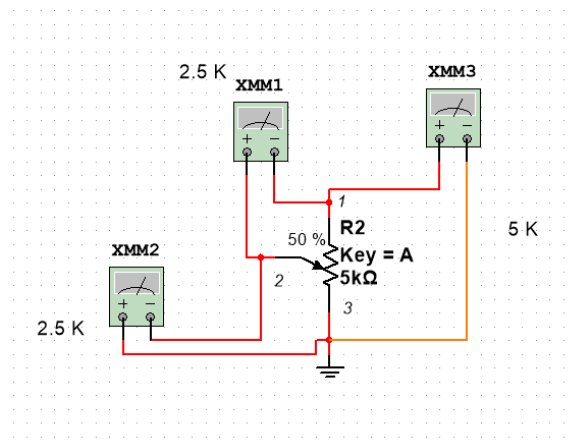 2.5 K
XMM1
XMM3
+ −
+ −
1
R2
5 K
50 %
Key = A
XMM2
2
5kΩ
+ −
3
2.5 K